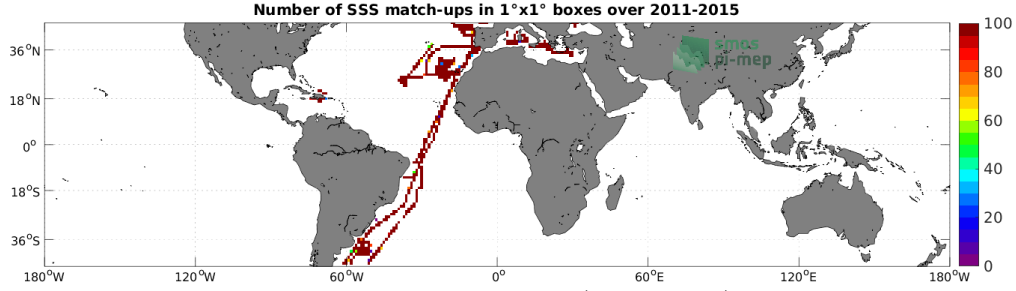 Number of SSS match-ups in 1°x1° boxes over 2011-2015
100
36°N
smos
pi-mep
80
18°N
60
0°
40
18°S
20
36°S
0
180°W
120°W
60°W
0°
60°E
120°E
180°W